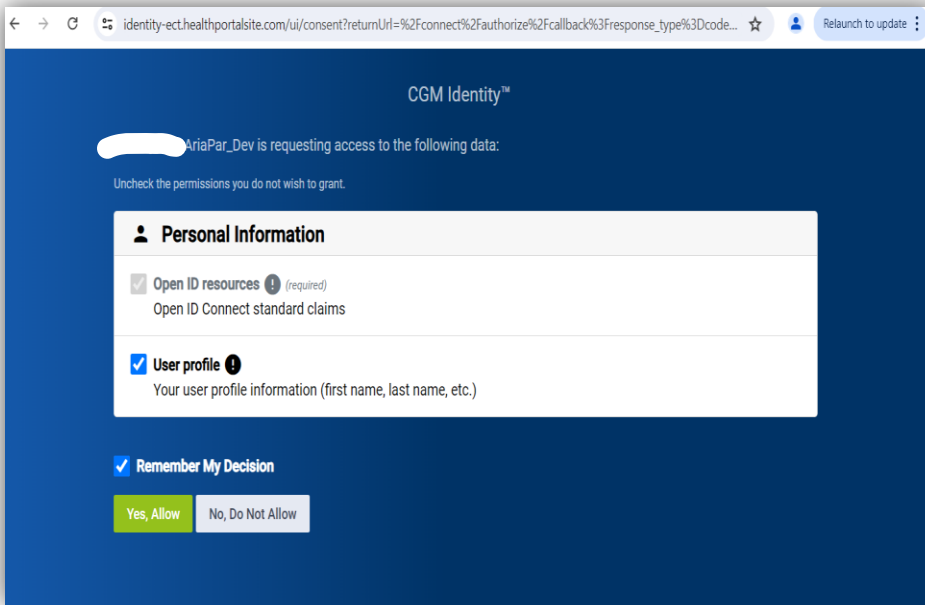 identity-ect.healthportalsite.com/ui/consent?returnUrl=%2Fconnect%2Fauthorize%2Fcallback%3Fresponse_type%3Dcode...
Relaunch to update
CGM Identity™
AriaPar_Dev is requesting access to the following data:
Uncheck the permissions you do not wish to grant.
Personal Information
Open ID resources ! (required)
Open ID Connect standard claims
User profile !
Your user profile information (first name, last name, etc.)
Remember My Decision
Yes, Allow No, Do Not Allow